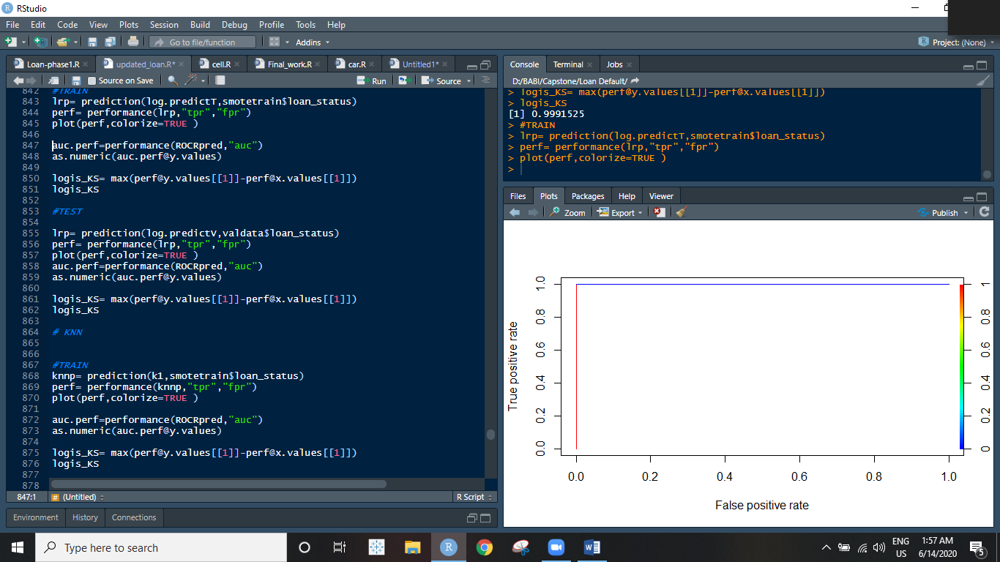 RStudio
File Edit Code View Plots Session Build Debug Profile Tools Help
Go to file/function Addins Project: (None)
Loan-phase1.R updated_loan.R* cell.R Final_work.R car.R Untitled1*
Source on Save Run Source
842 #TRAIN
843 lrp= prediction(log.predictT,smotetrain$loan_status)
844 perf= performance(lrp,"tpr","fpr")
845 plot(perf,colorize=TRUE )
846
847 auc.perf=performance(ROCRpred,"auc")
848 as.numeric(auc.perf@y.values)
849
850 logis_KS= max(perf@y.values[[1]]-perf@x.values[[1]])
851 logis_KS
852
853 #TEST
854
855 lrp= prediction(log.predictV,valdata$loan_status)
856 perf= performance(lrp,"tpr","fpr")
857 plot(perf,colorize=TRUE )
858 auc.perf=performance(ROCRpred,"auc")
859 as.numeric(auc.perf@y.values)
860
861 logis_KS= max(perf@y.values[[1]]-perf@x.values[[1]])
862 logis_KS
863
864 # KNN
865
866
867 #TRAIN
868 knnp= prediction(k1,smotetrain$loan_status)
869 perf= performance(knnp,"tpr","fpr")
870 plot(perf,colorize=TRUE )
871
872 auc.perf=performance(ROCRpred,"auc")
873 as.numeric(auc.perf@y.values)
874
875 logis_KS= max(perf@y.values[[1]]-perf@x.values[[1]])
876 logis_KS
877
878
847:1 # (Untitled) R Script
Environment History Connections
Console Terminal Jobs
D:/BABI/Capstone/Loan Default/
> logis_KS= max(perf@y.values[[1]]-perf@x.values[[1]])
> logis_KS
[1] 0.9991525
> #TRAIN
> lrp= prediction(log.predictT,smotetrain$loan_status)
> perf= performance(lrp,"tpr","fpr")
> plot(perf,colorize=TRUE )
>
Files Plots Packages Help Viewer
Zoom Export Publish
True positive rate
0.0 0.2 0.4 0.6 0.8 1.0
0 0.2 0.4 0.6 0.8 1
0.0 0.2 0.4 0.6 0.8 1.0
False positive rate
Type here to search
ENG
US
1:57 AM
6/14/2020
5